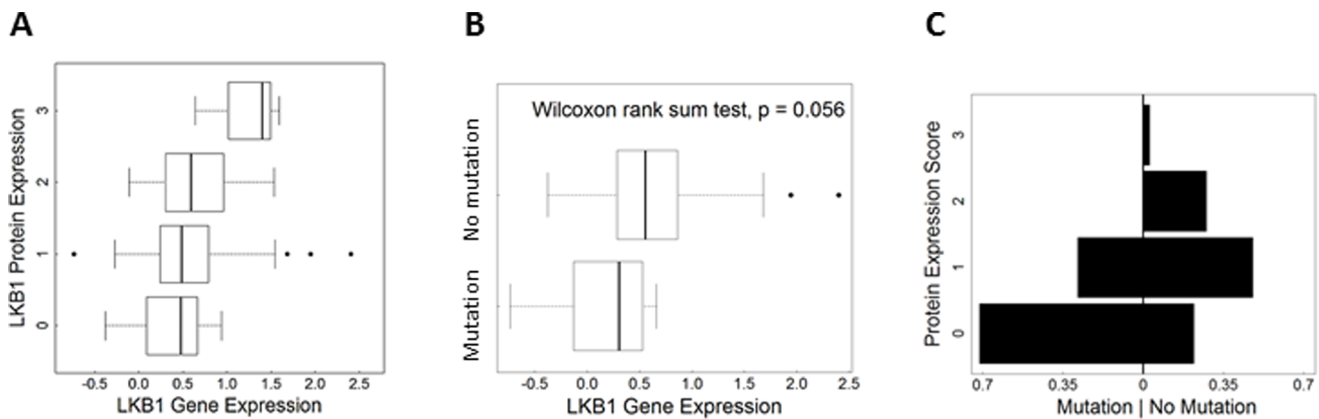 A
LKB1 Protein Expression
3
2
1
0
-0.5 0.0 0.5 1.0 1.5 2.0 2.5
LKB1 Gene Expression
B
Wilcoxon rank sum test, p = 0.056
No mutation
Mutation
-0.5 0.0 0.5 1.0 1.5 2.0 2.5
LKB1 Gene Expression
C
Protein Expression Score
3
2
1
0
0.7 0.35 0 0.35 0.7
Mutation | No Mutation